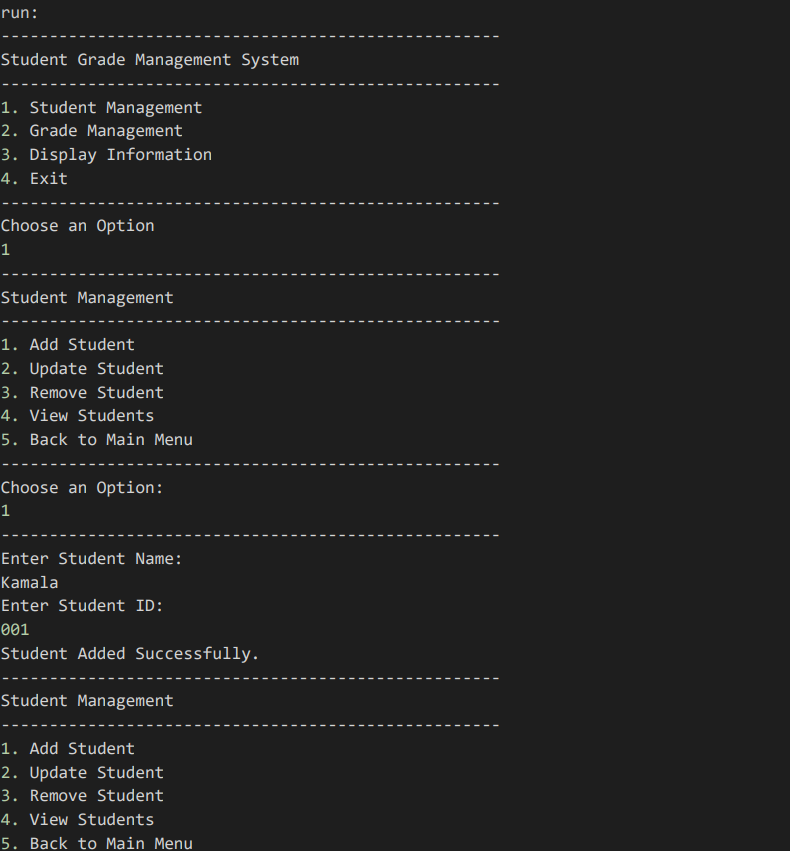 run:
----------------------------------------------------
Student Grade Management System
----------------------------------------------------
1. Student Management
2. Grade Management
3. Display Information
4. Exit
----------------------------------------------------
Choose an Option
1
----------------------------------------------------
Student Management
----------------------------------------------------
1. Add Student
2. Update Student
3. Remove Student
4. View Students
5. Back to Main Menu
----------------------------------------------------
Choose an Option:
1
----------------------------------------------------
Enter Student Name:
Kamala
Enter Student ID:
001
Student Added Successfully.
----------------------------------------------------
Student Management
----------------------------------------------------
1. Add Student
2. Update Student
3. Remove Student
4. View Students
5. Back to Main Menu